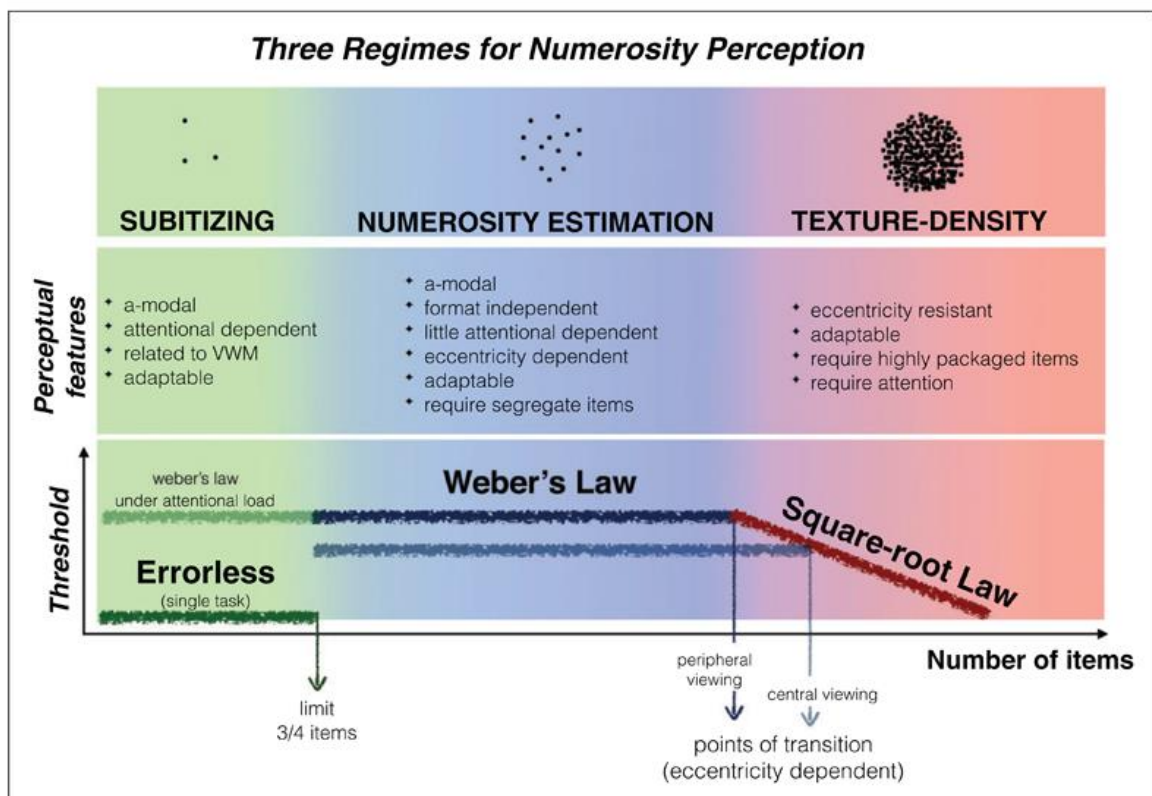 Three Regimes for Numerosity Perception
SUBITIZING
NUMEROSITY ESTIMATION
TEXTURE-DENSITY
Perceptual
features
✦ a-modal
✦ attentional dependent
✦ related to VWM
✦ adaptable
✦ a-modal
✦ format independent
✦ little attentional dependent
✦ eccentricity dependent
✦ adaptable
✦ require segregate items
✦ eccentricity resistant
✦ adaptable
✦ require highly packaged items
✦ require attention
Threshold
weber's law
under attentional load
Errorless
(single task)
Weber's Law
Square-root Law
Number of items
limit
3/4 items
peripheral
viewing
central viewing
points of transition
(eccentricity dependent)